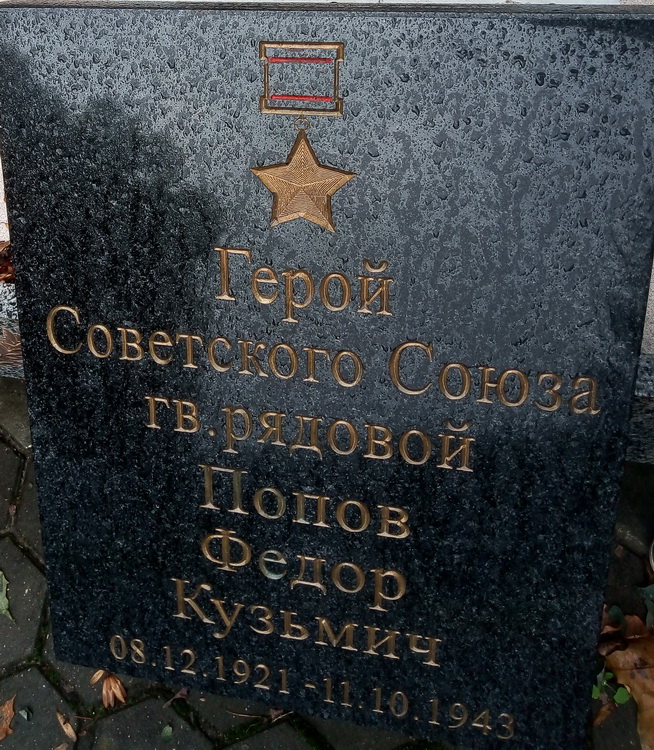 Герой
Советского Союза
гв.рядовой
Попов
Федор
Кузьмич
08.12.1921 - 11.10.1943